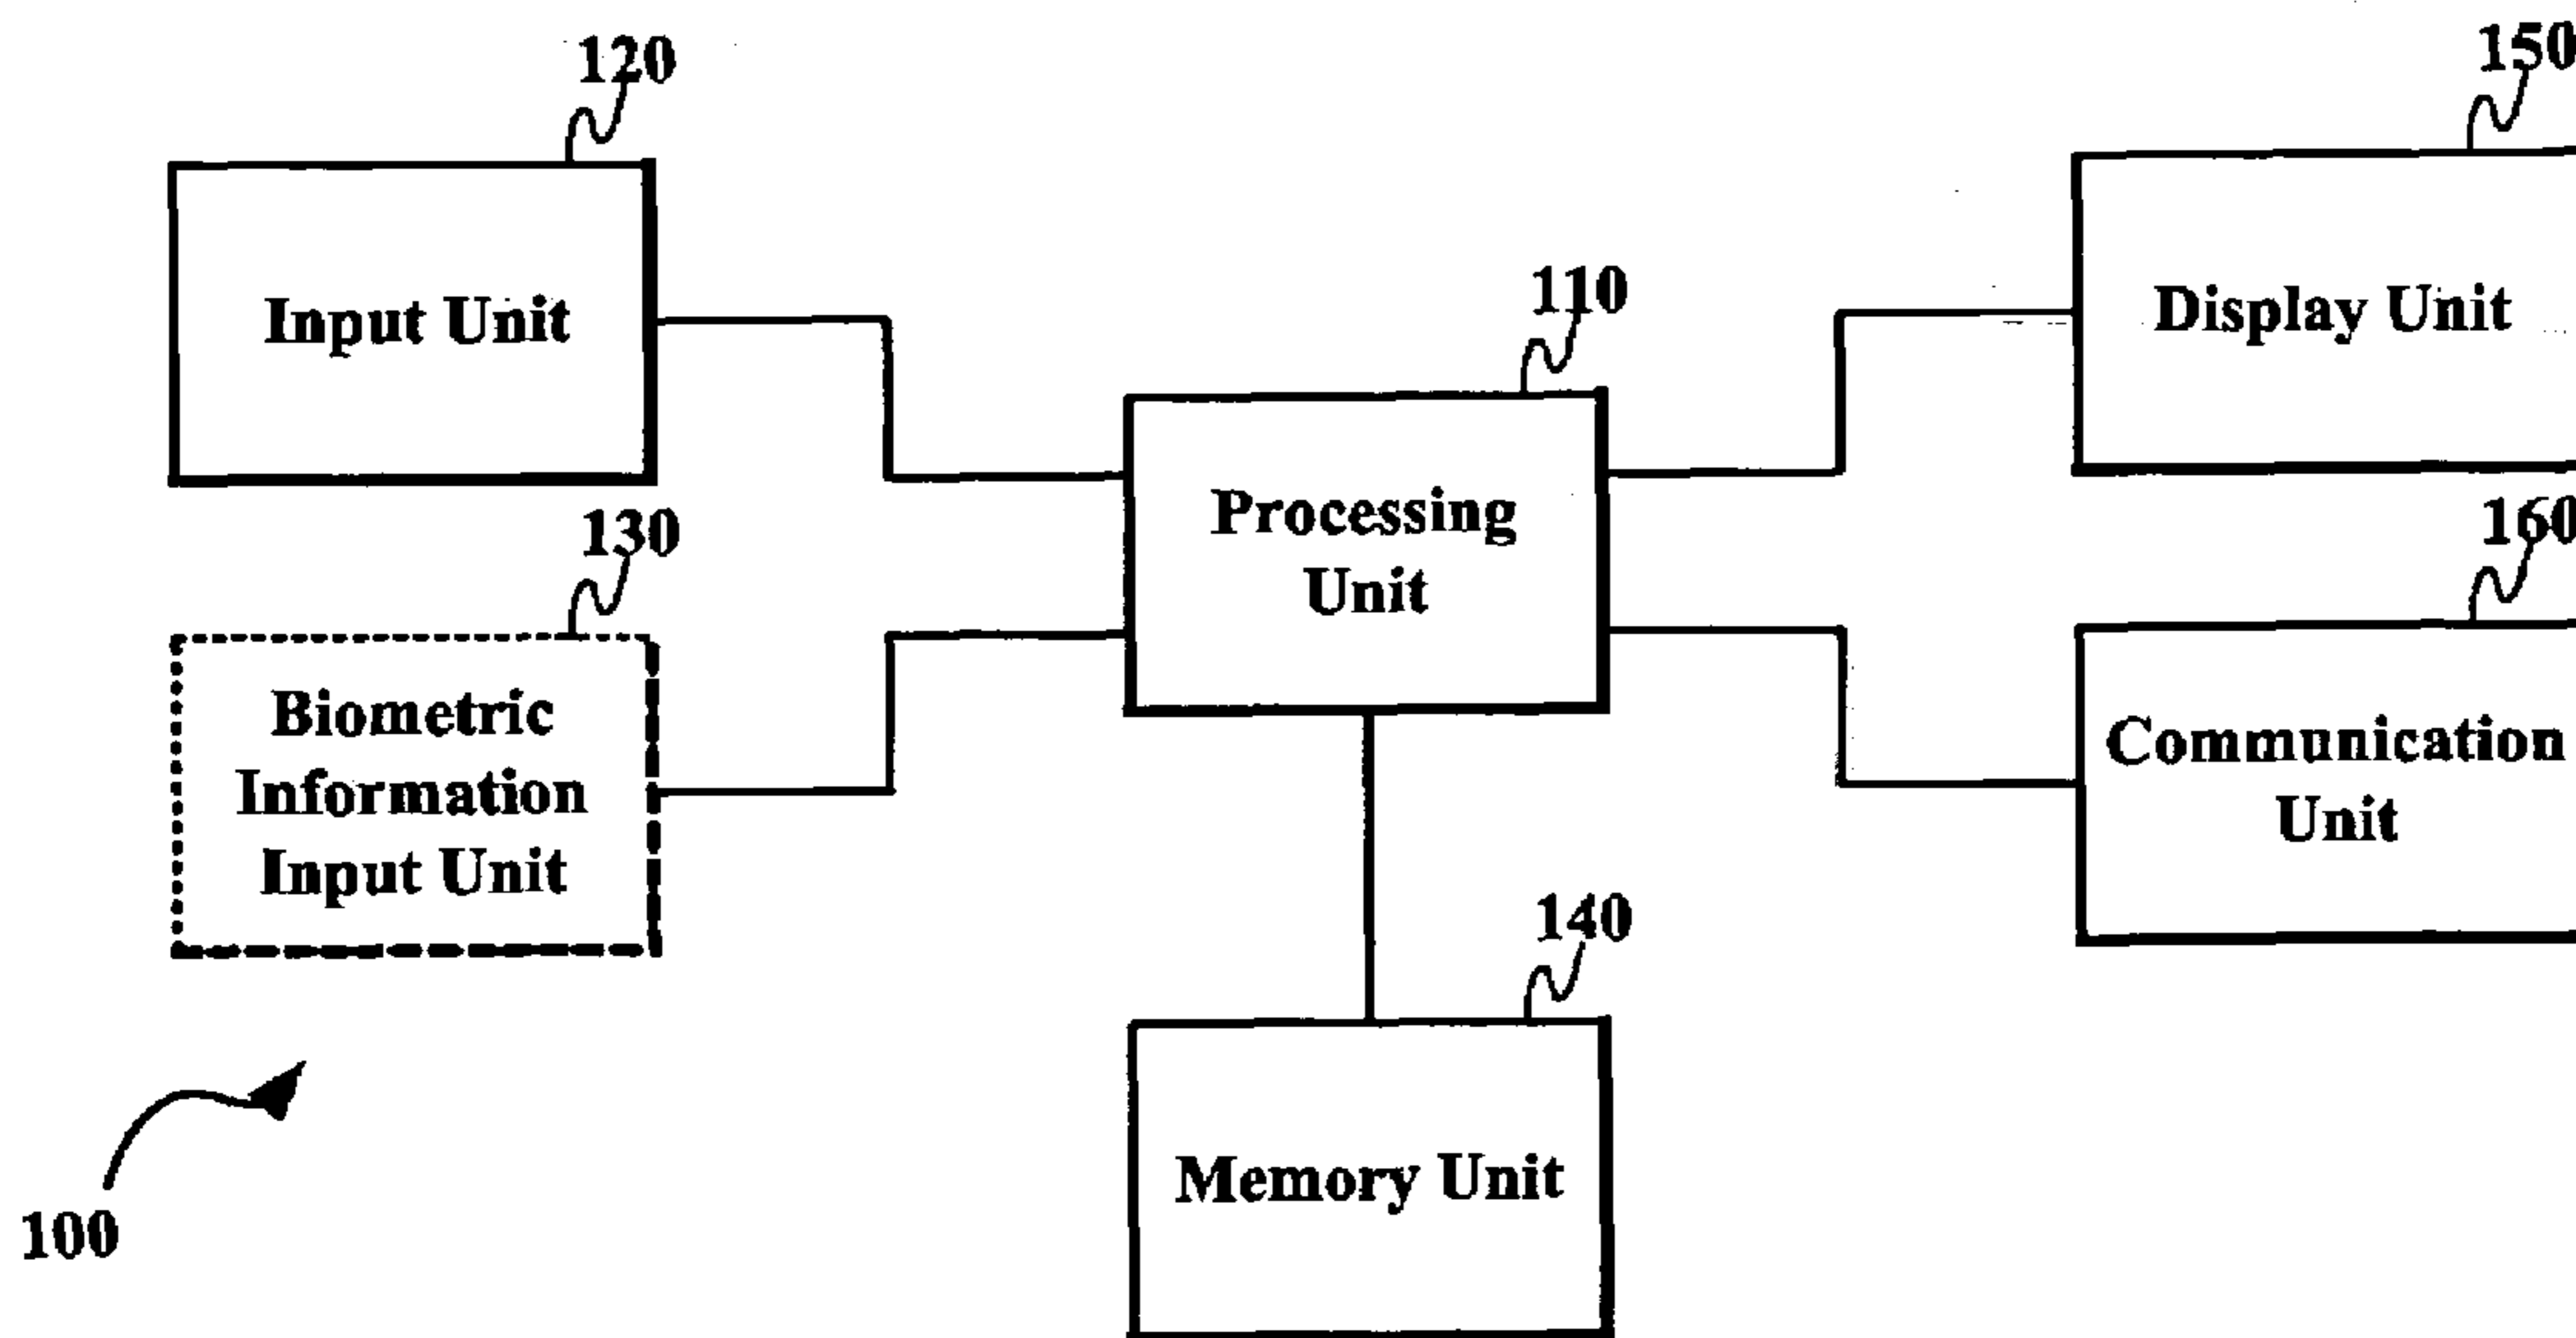 120
Input Unit
130
Biometric
Information
Input Unit
110
Processing
Unit
140
Memory Unit
150
Display Unit
160
Communication
Unit
100